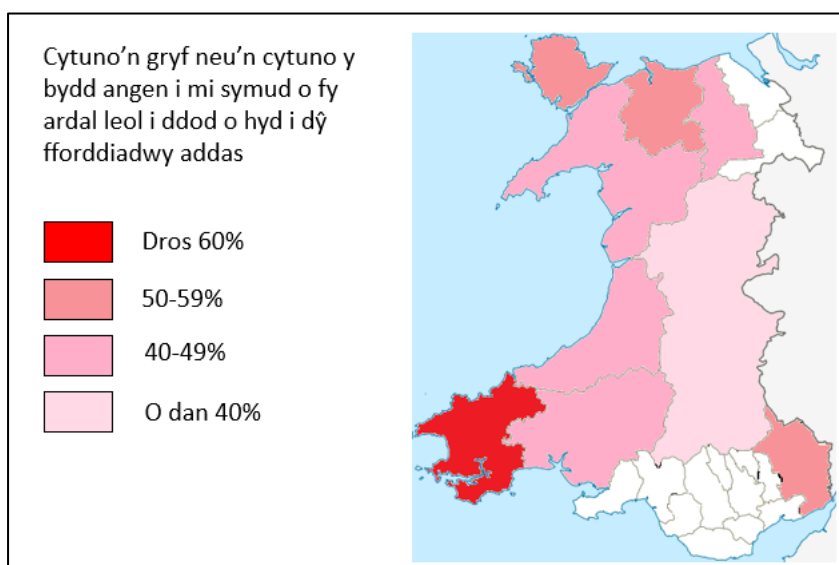 Cytuno’n gryf neu’n cytuno y
bydd angen i mi symud o fy
ardal leol i ddod o hyd i dŷ
fforddiadwy addas
Dros 60%
50-59%
40-49%
O dan 40%